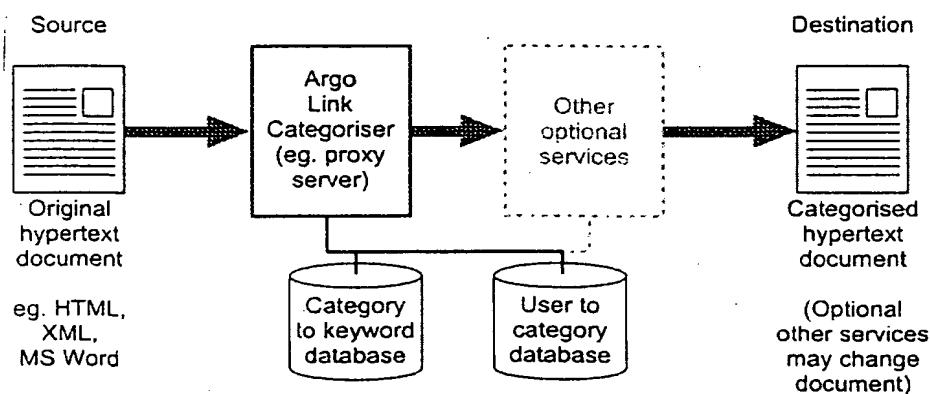 Source
Destination
Argo
Link
Categoriser
(eg. proxy
server)
Other
optional
services
Original
hypertext
document
eg. HTML,
XML,
MS Word
Category
to keyword
database
User to
category
database
Categorised
hypertext
document
(Optional
other services
may change
document)